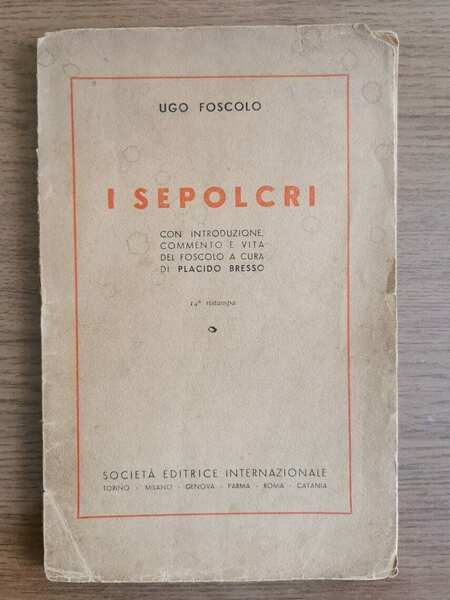 UGO FOSCOLO
I SEPOLCRI
CON INTRODUZIONE,
COMMENTO E VITA
DEL FOSCOLO A CURA
DI PLACIDO BRESSO
14ª ristampa
SOCIETÀ EDITRICE INTERNAZIONALE
TORINO - MILANO - GENOVA - PARMA - ROMA - CATANIA